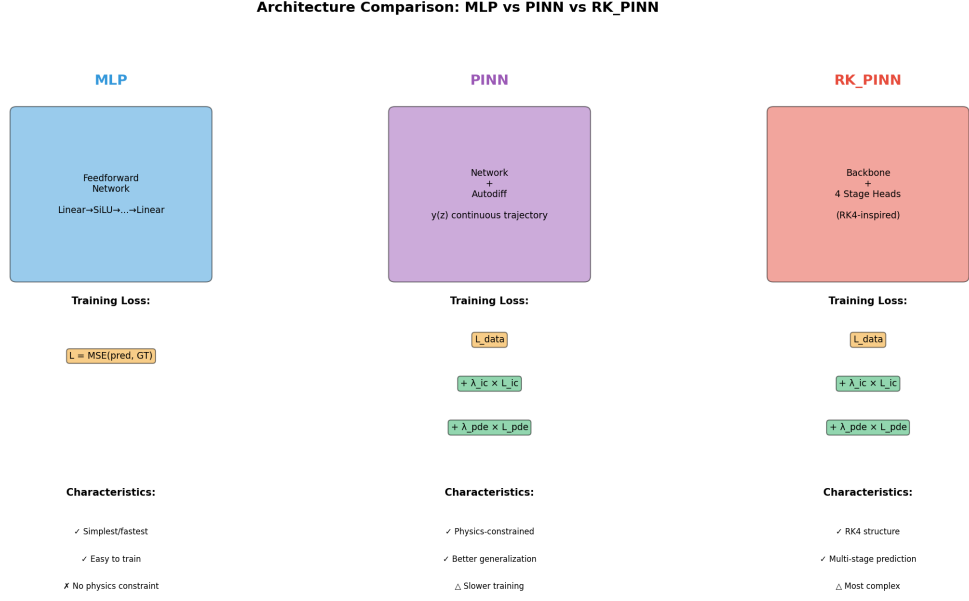 Architecture Comparison: MLP vs PINN vs RK_PINN
MLP
Feedforward
Network
Linear→SiLU→...→Linear
Training Loss:
L = MSE(pred, GT)
Characteristics:
✓ Simplest/fastest
✓ Easy to train
✗ No physics constraint
PINN
Network
+
Autodiff
y(z) continuous trajectory
Training Loss:
L_data
+ λ_ic × L_ic
+ λ_pde × L_pde
Characteristics:
✓ Physics-constrained
✓ Better generalization
△ Slower training
RK_PINN
Backbone
+
4 Stage Heads
(RK4-inspired)
Training Loss:
L_data
+ λ_ic × L_ic
+ λ_pde × L_pde
Characteristics:
✓ RK4 structure
✓ Multi-stage prediction
△ Most complex